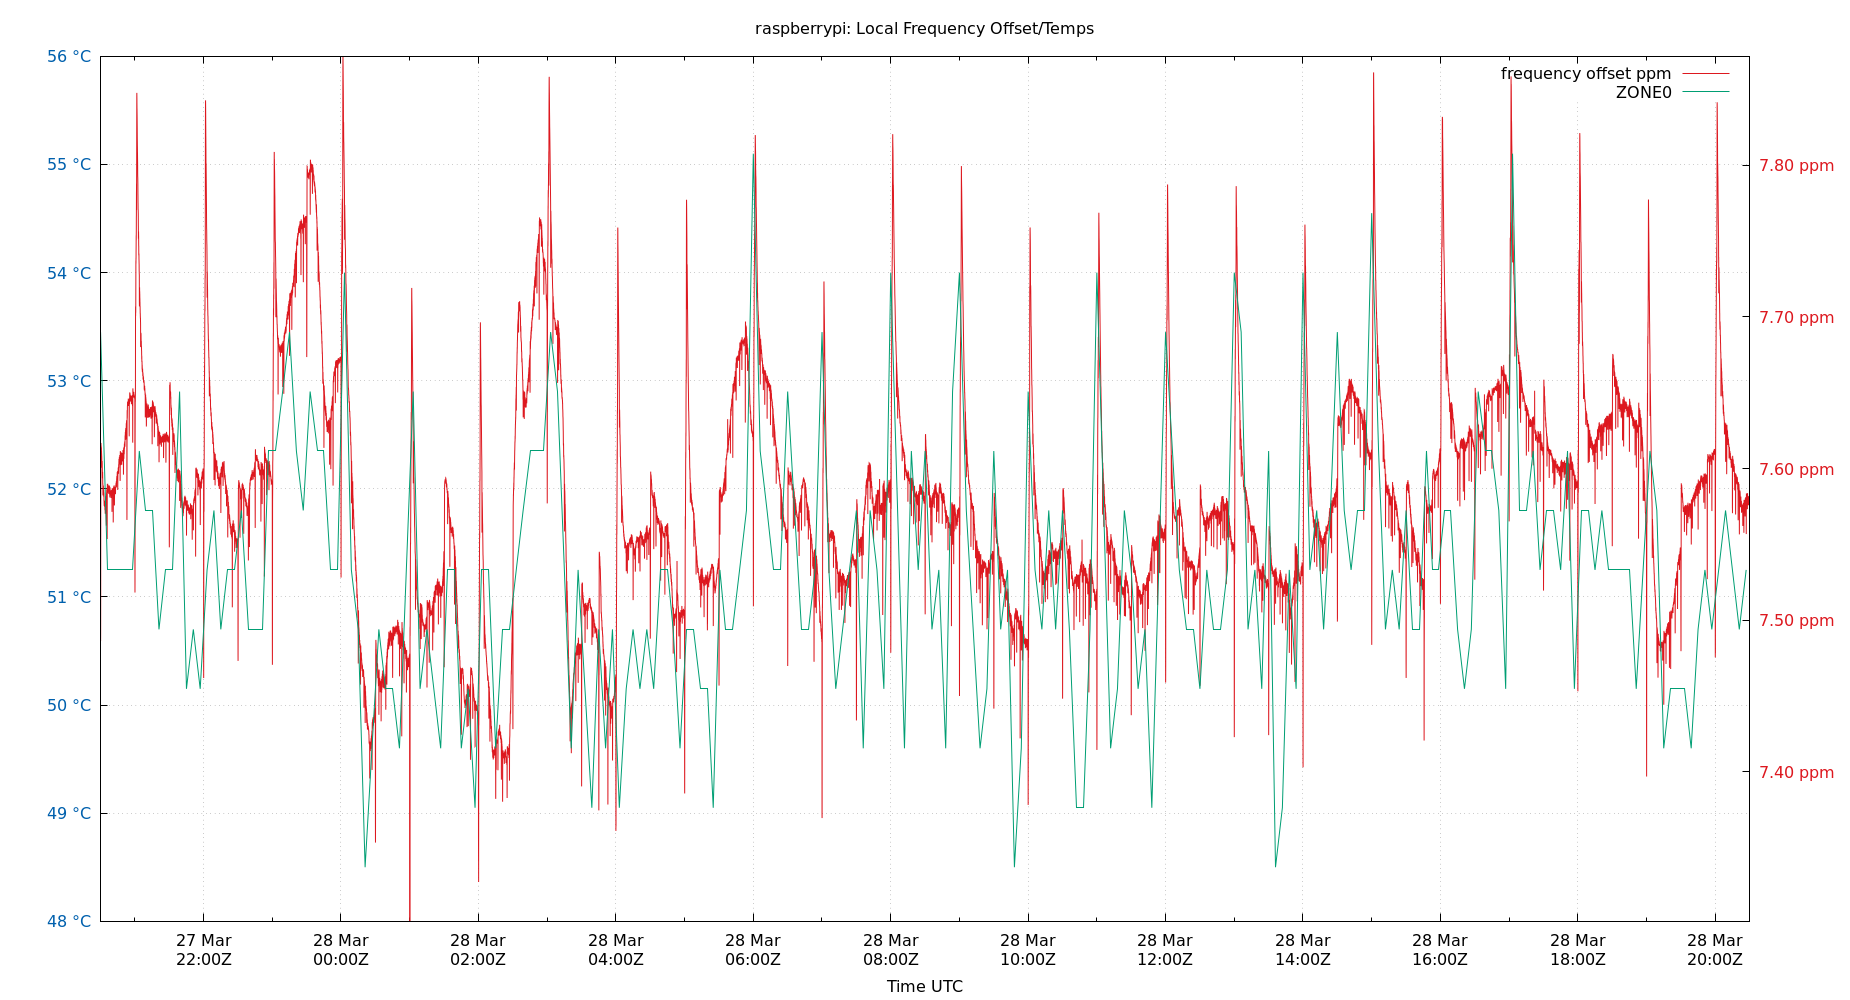 raspberrypi: Local Frequency Offset/Temps
frequency offset ppm
ZONE0
56 °C
55 °C
54 °C
53 °C
52 °C
51 °C
50 °C
49 °C
48 °C
7.80 ppm
7.70 ppm
7.60 ppm
7.50 ppm
7.40 ppm
27 Mar 28 Mar 28 Mar 28 Mar 28 Mar 28 Mar 28 Mar 28 Mar 28 Mar 28 Mar 28 Mar 28 Mar
22:00Z 00:00Z 02:00Z 04:00Z 06:00Z 08:00Z 10:00Z 12:00Z 14:00Z 16:00Z 18:00Z 20:00Z
Time UTC